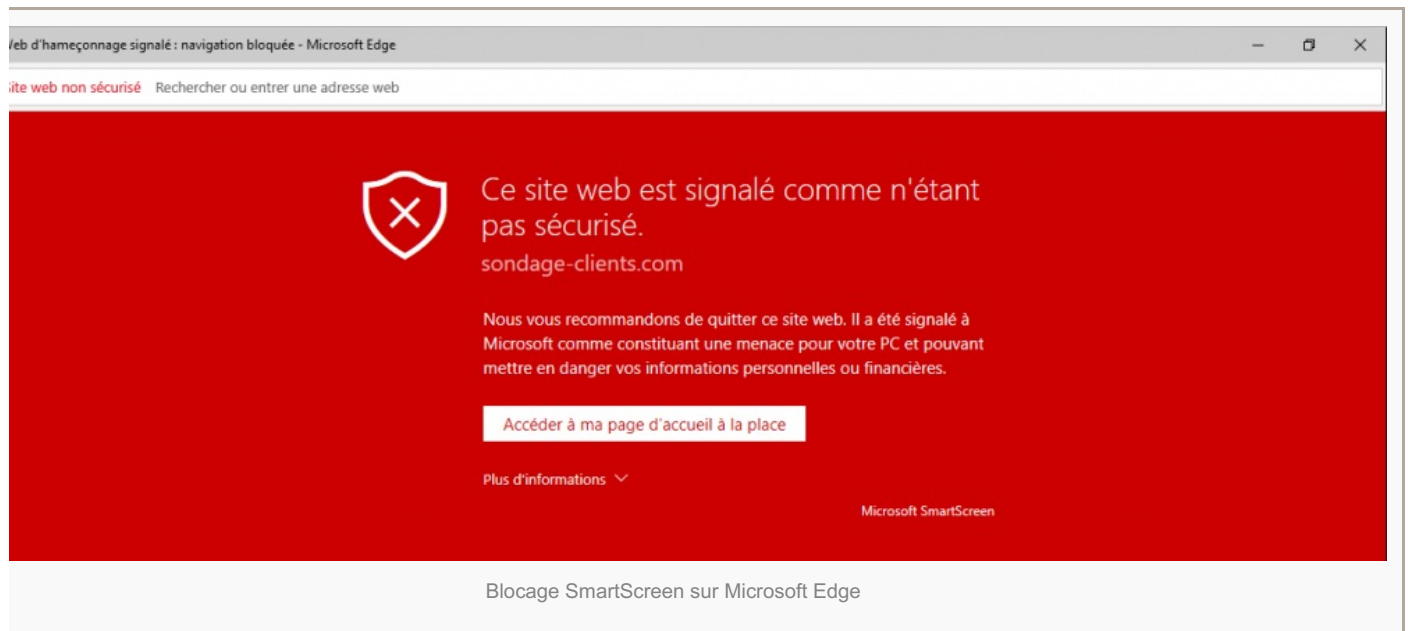 d'hameçonnage signalé : navigation bloquée - Microsoft Edge
web non sécurisé Rechercher ou entrer une adresse web
Ce site web est signalé comme n'étant
pas sécurisé.
sondage-clients.com
Nous vous recommandons de quitter ce site web. Il a été signalé à
Microsoft comme constituant une menace pour votre PC et pouvant
mettre en danger vos informations personnelles ou financières.
Accéder à ma page d'accueil à la place
Plus d'informations
Microsoft SmartScreen
Blocage SmartScreen sur Microsoft Edge